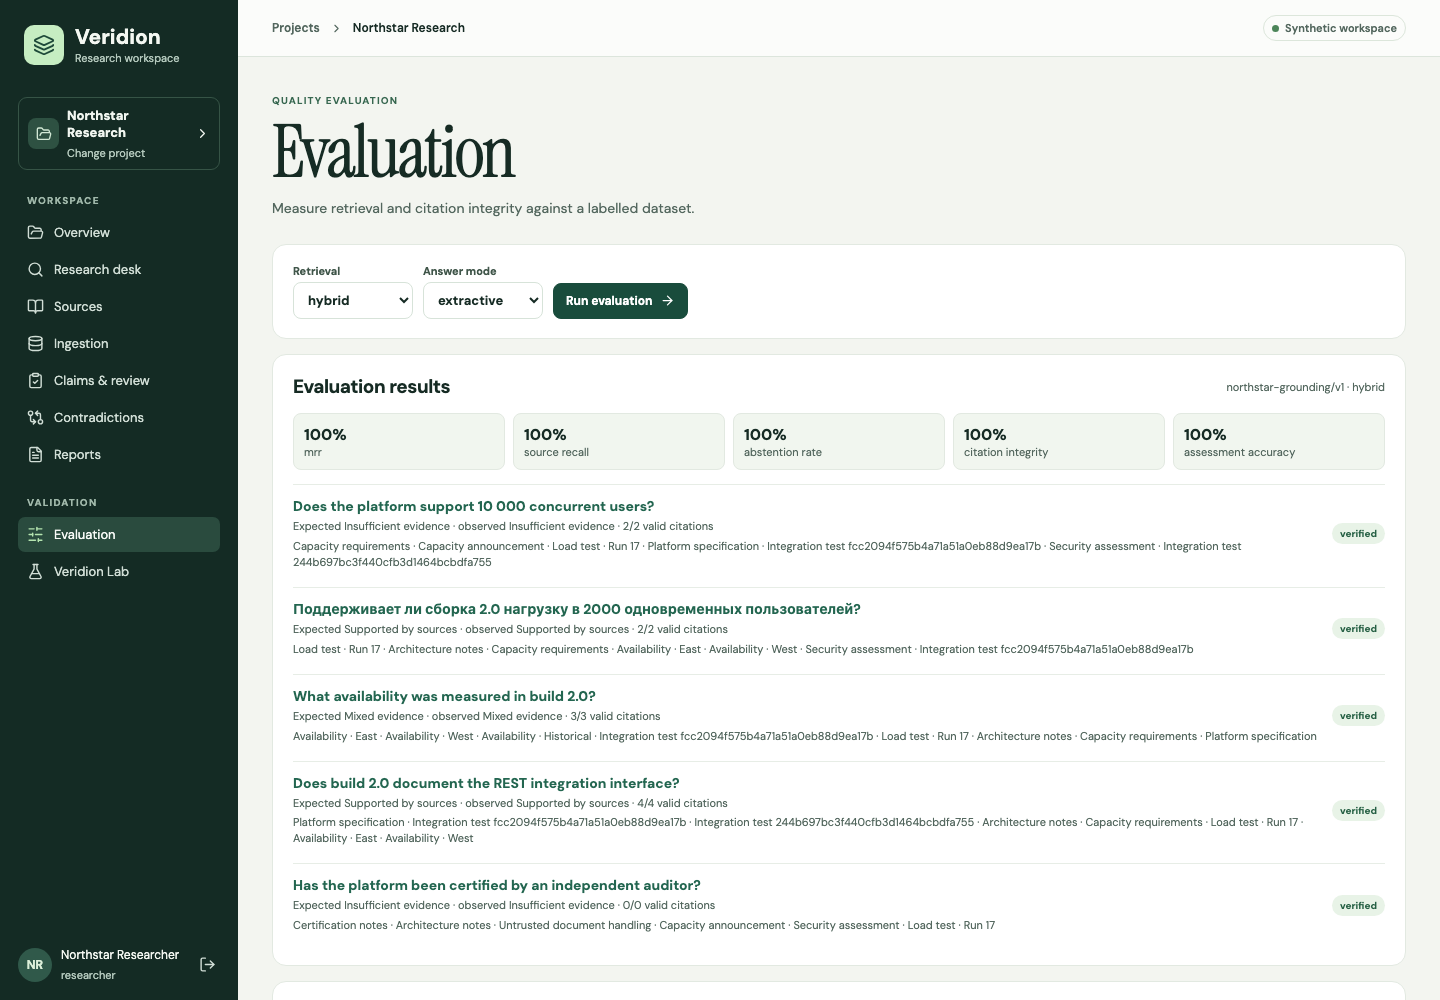 Veridion
Research workspace
Northstar
Research
Change project
WORKSPACE
Overview
Research desk
Sources
Ingestion
Claims & review
Contradictions
Reports
VALIDATION
Evaluation
Veridion Lab
NR
Northstar Researcher
researcher
Projects > Northstar Research
Synthetic workspace
QUALITY EVALUATION
Evaluation
Measure retrieval and citation integrity against a labelled dataset.
Retrieval
hybrid
Answer mode
extractive
Run evaluation →
Evaluation results
northstar-grounding/v1 · hybrid
100%
mrr
100%
source recall
100%
abstention rate
100%
citation integrity
100%
assessment accuracy
Does the platform support 10 000 concurrent users?
Expected Insufficient evidence · observed Insufficient evidence · 2/2 valid citations
Capacity requirements · Capacity announcement · Load test · Run 17 · Platform specification · Integration test fcc2094f575b4a71a51a0eb88d9ea17b · Security assessment · Integration test
244b697bc3f440cfb3d1464bcbdfa755
verified
Поддерживает ли сборка 2.0 нагрузку в 2000 одновременных пользователей?
Expected Supported by sources · observed Supported by sources · 2/2 valid citations
Load test · Run 17 · Architecture notes · Capacity requirements · Availability · East · Availability · West · Security assessment · Integration test fcc2094f575b4a71a51a0eb88d9ea17b
verified
What availability was measured in build 2.0?
Expected Mixed evidence · observed Mixed evidence · 3/3 valid citations
Availability · East · Availability · West · Availability · Historical · Integration test fcc2094f575b4a71a51a0eb88d9ea17b · Load test · Run 17 · Architecture notes · Capacity requirements · Platform specification
verified
Does build 2.0 document the REST integration interface?
Expected Supported by sources · observed Supported by sources · 4/4 valid citations
Platform specification · Integration test fcc2094f575b4a71a51a0eb88d9ea17b · Integration test 244b697bc3f440cfb3d1464bcbdfa755 · Architecture notes · Capacity requirements · Load test · Run 17 ·
Availability · East · Availability · West
verified
Has the platform been certified by an independent auditor?
Expected Insufficient evidence · observed Insufficient evidence · 0/0 valid citations
Certification notes · Architecture notes · Untrusted document handling · Capacity announcement · Security assessment · Load test · Run 17
verified